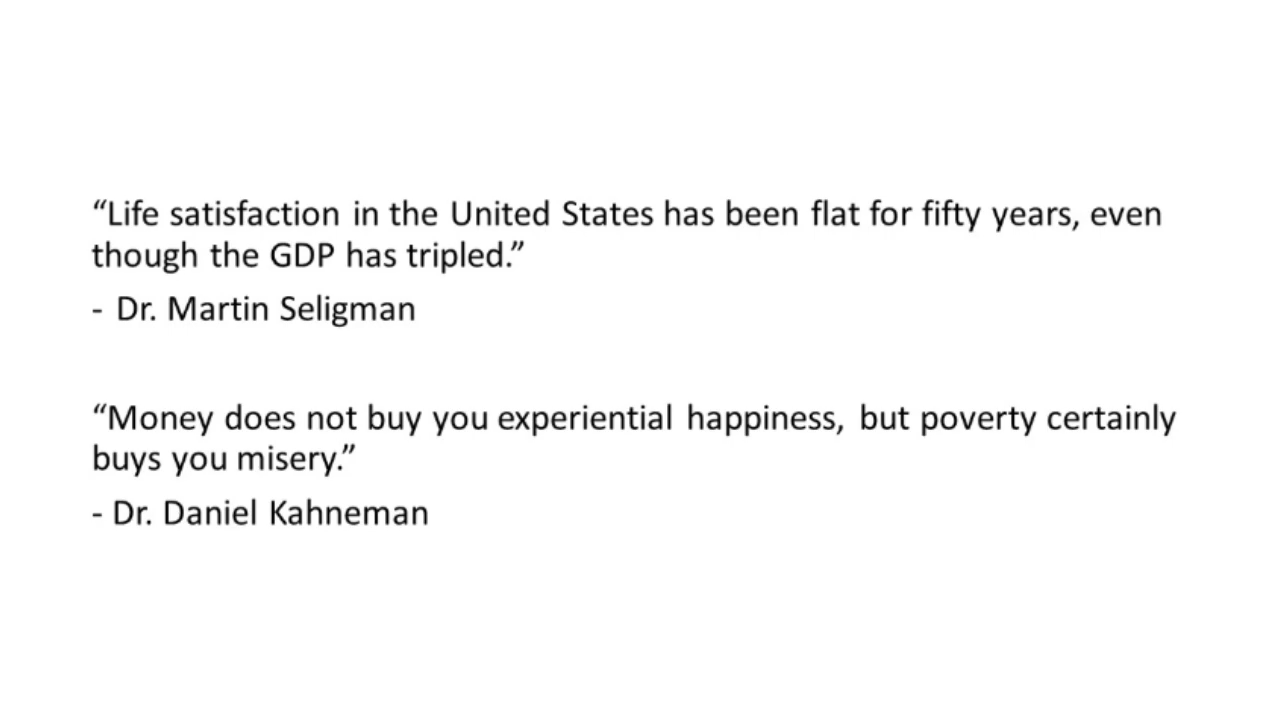 “Life satisfaction in the United States has been flat for fifty years, even
though the GDP has tripled.”
- Dr. Martin Seligman
“Money does not buy you experiential happiness, but poverty certainly
buys you misery.”
- Dr. Daniel Kahneman